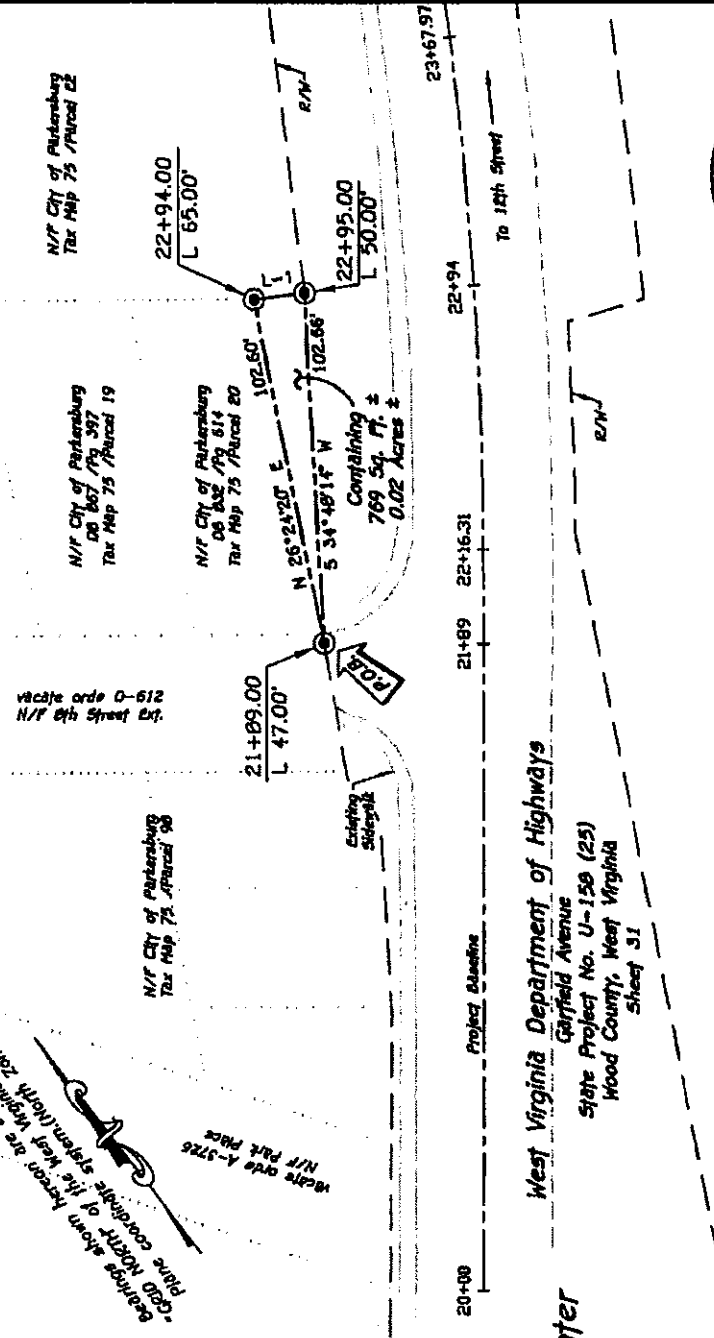 N/F City of Parkersburg
Tax Map 75 /Parcel 22
R/W
23+67.97
22+94.00
L 65.00'
1
22+95.00
L 50.00'
To 12th Street
22+94
N/F City of Parkersburg
DB 867 /Pg 397
Tax Map 75 /Parcel 19
N/F City of Parkersburg
DB 832 /Pg 614
Tax Map 75 /Parcel 20
102.60'
N 26°24'20" E
102.66'
S 34°48'14" W
Containing
769 Sq. Ft. ±
0.02 Acres ±
R/W
22+16.31
21+89
vacate orde O-612
N/F 8th Street Ext.
21+89.00
L 47.00'
P.O.B.
Existing
Sidewalk
N/F City of Parkersburg
Tax Map 75 /Parcel 98
Project Baseline
West Virginia Department of Highways
Garfield Avenue
State Project No. U-158 (25)
Wood County, West Virginia
Sheet 31
Bearings shown hereon are
"GRID NORTH" of the West Virginia
Plane coordinate system.(North Zon
vacate orde A-3725
N/F Park Place
20+00
ter